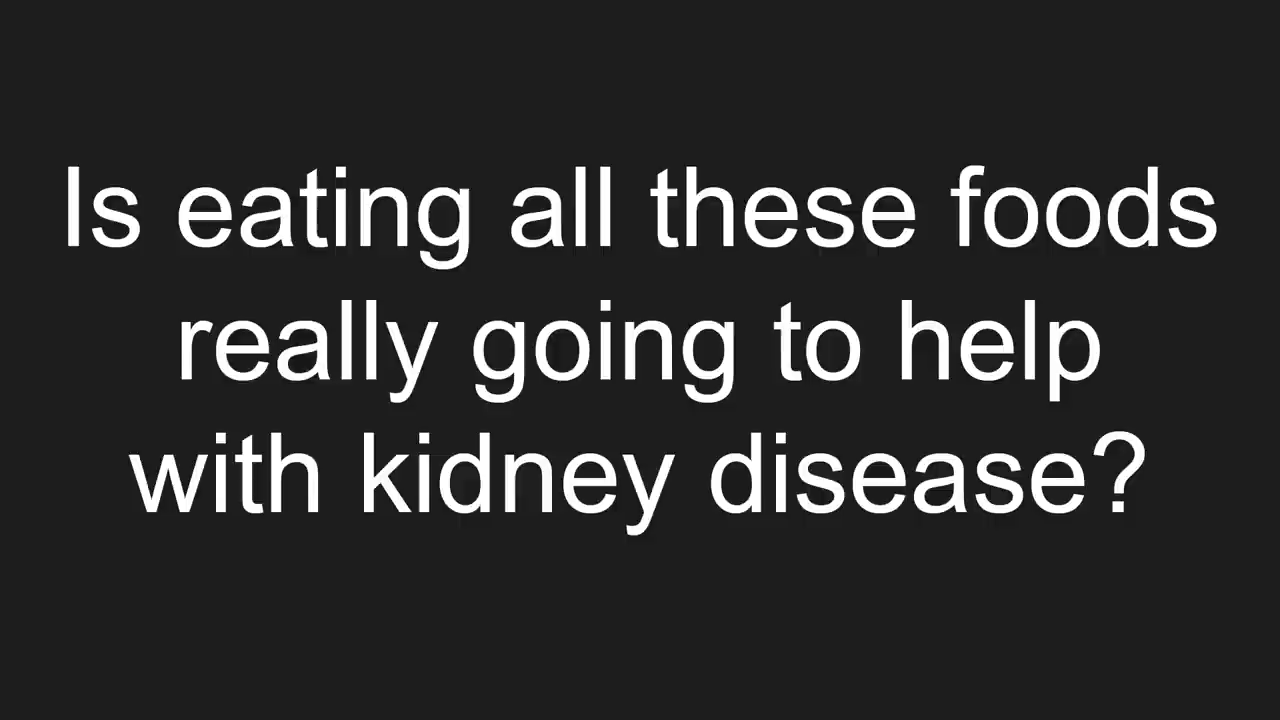 Is eating all these foods
really going to help
with kidney disease?